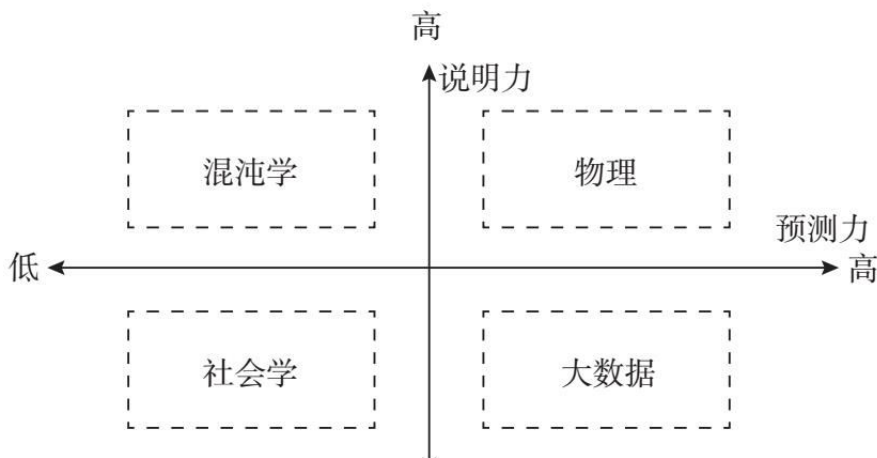 高
说明力
混沌学
物理
预测力
低
高
社会学
大数据